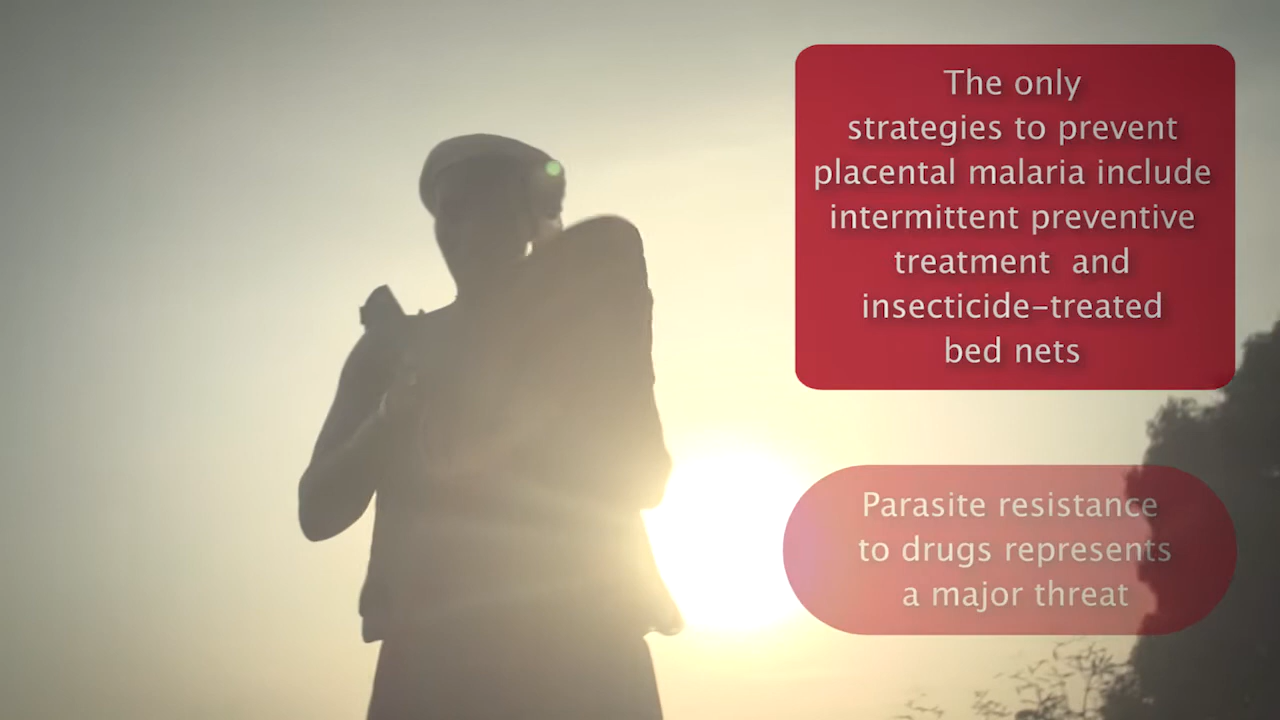 The only
strategies to prevent
placental malaria include
intermittent preventive
treatment and
insecticide-treated
bed nets
Parasite resistance
to drugs represents
a major threat